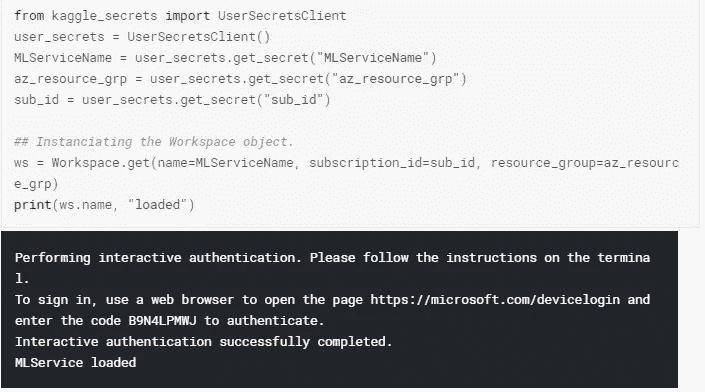 from kaggle_secrets import UserSecretsClient
user_secrets = UserSecretsClient()
MLServiceName = user_secrets.get_secret("MLServiceName")
az_resource_grp = user_secrets.get_secret("az_resource_grp")
sub_id = user_secrets.get_secret("sub_id")
## Instanciating the Workspace object.
ws = Workspace.get(name=MLServiceName, subscription_id=sub_id, resource_group=az_resourc
e_grp)
print(ws.name, "loaded")
Performing interactive authentication. Please follow the instructions on the termina
l.
To sign in, use a web browser to open the page https://microsoft.com/devicelogin and
enter the code B9N4LPMWJ to authenticate.
Interactive authentication successfully completed.
MLService loaded